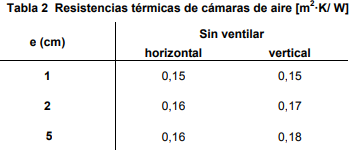 Tabla 2 Resistencias térmicas de cámaras de aire [m²·K/ W]
e (cm) Sin ventilar
horizontal vertical
1 0,15 0,15
2 0,16 0,17
5 0,16 0,18